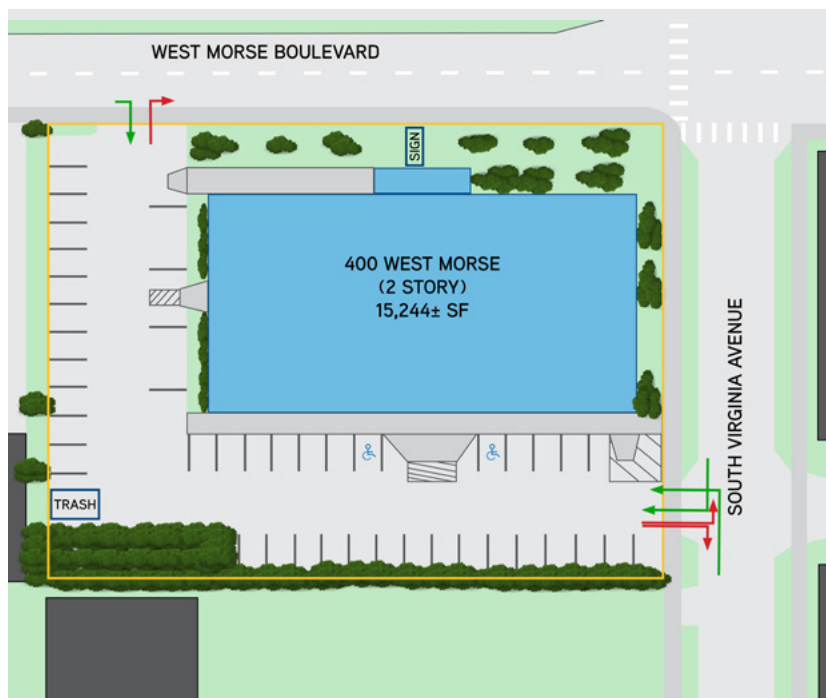 WEST MORSE BOULEVARD
SIGN
400 WEST MORSE
(2 STORY)
15,244± SF
SOUTH VIRGINIA AVENUE
TRASH